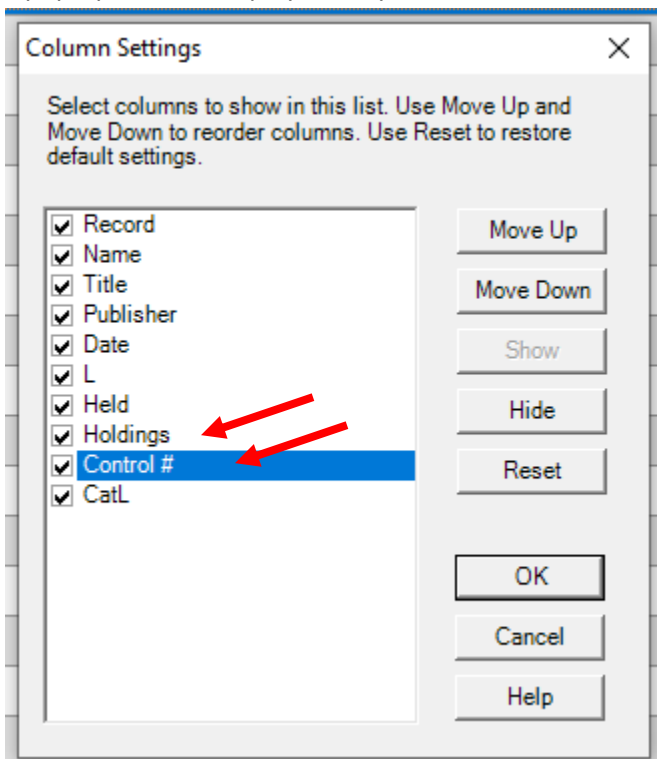 Column Settings
Select columns to show in this list. Use Move Up and
Move Down to reorder columns. Use Reset to restore
default settings.
Record
Name
Title
Publisher
Date
L
Held
Holdings
Control #
CatL
Move Up
Move Down
Show
Hide
Reset
OK
Cancel
Help